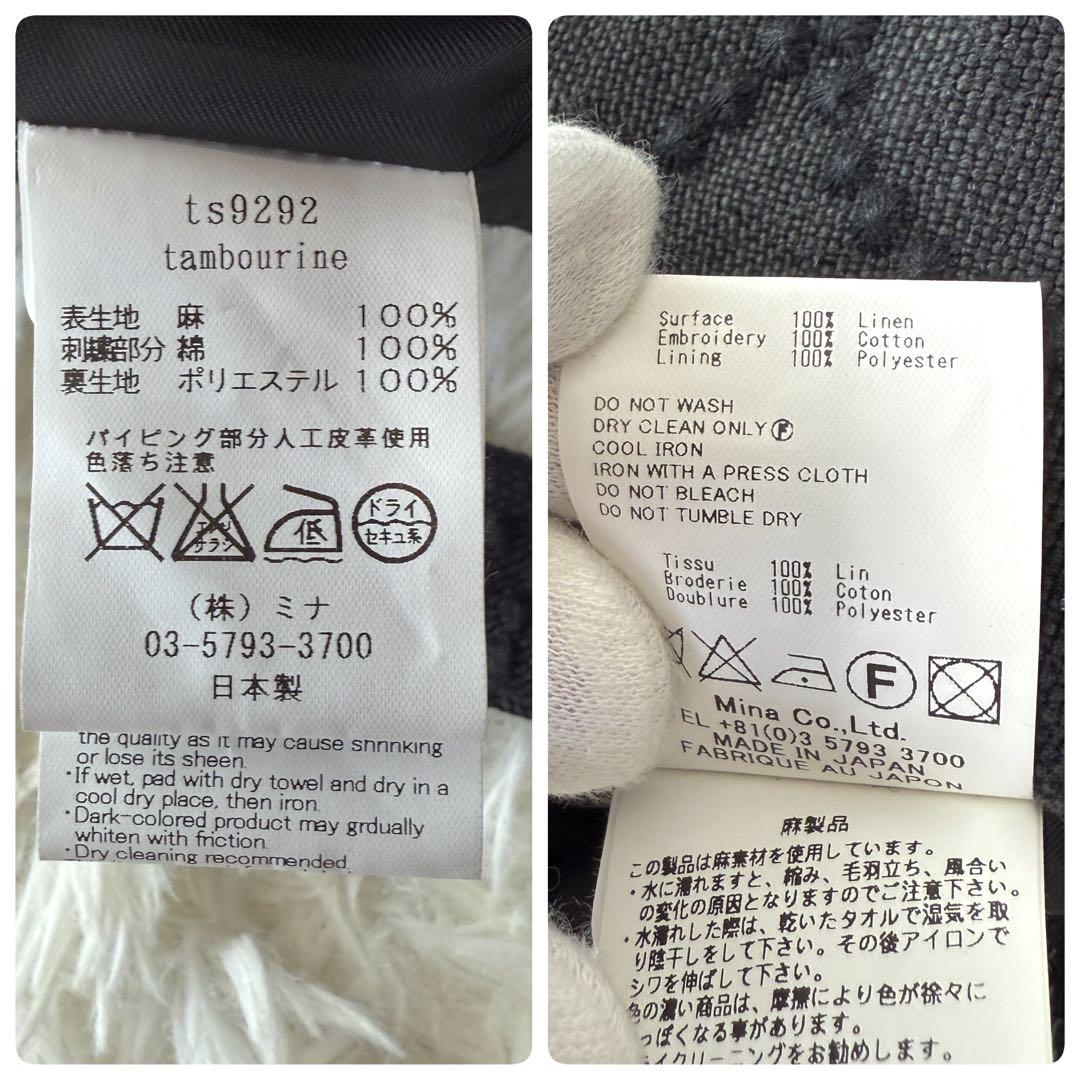 ts9292
tambourine
表生地 麻 100%
刺繍部分 綿 100%
裏生地 ポリエステル 100%
パイピング部分人工皮革使用
色落ち注意
エンソ
サラシ
低
ドライ
セキユ系
(株)ミナ
03-5793-3700
日本製
the quality as it may cause shrinking
or lose its sheen.
・If wet, pad with dry towel and dry in a
cool dry place, then iron.
・Dark-colored product may grdually
whiten with friction.
・Dry cleaning recommended.
Surface 100% Linen
Embroidery 100% Cotton
Lining 100% Polyester
DO NOT WASH
DRY CLEAN ONLY Ⓕ
COOL IRON
IRON WITH A PRESS CLOTH
DO NOT BLEACH
DO NOT TUMBLE DRY
Tissu 100% Lin
Broderie 100% Coton
Doublure 100% Polyester
F
Mina Co.,Ltd.
EL +81(0)3 5793 3700
MADE IN JAPAN
FABRIQUE AU JAPON
麻製品
この製品は麻素材を使用しています。
・水に濡れますと、縮み、毛羽立ち、風合い
の変化の原因となりますのでご注意下さい。
・水濡れした際は、乾いたタオルで湿気を取
り陰干しをして下さい。その後アイロンで
シワを伸ばして下さい。
色の濃い商品は、摩擦により色が徐々に
っぽくなる事があります。
イクリーニングをお勧めします。